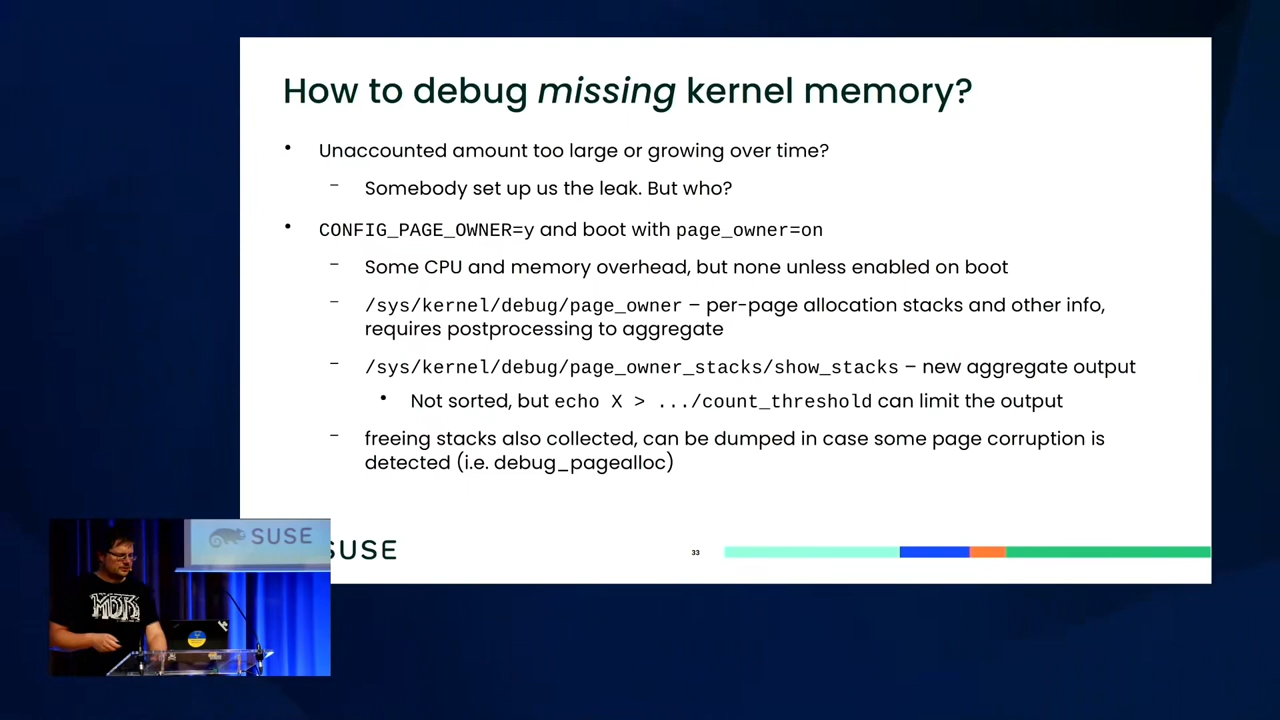 How to debug missing kernel memory?
• Unaccounted amount too large or growing over time?
– Somebody set up us the leak. But who?
• CONFIG_PAGE_OWNER=y and boot with page_owner=on
– Some CPU and memory overhead, but none unless enabled on boot
– /sys/kernel/debug/page_owner – per-page allocation stacks and other info,
requires postprocessing to aggregate
– /sys/kernel/debug/page_owner_stacks/show_stacks – new aggregate output
• Not sorted, but echo X > .../count_threshold can limit the output
– freeing stacks also collected, can be dumped in case some page corruption is
detected (i.e. debug_pagealloc)
SUSE
SUSE
33
MBK